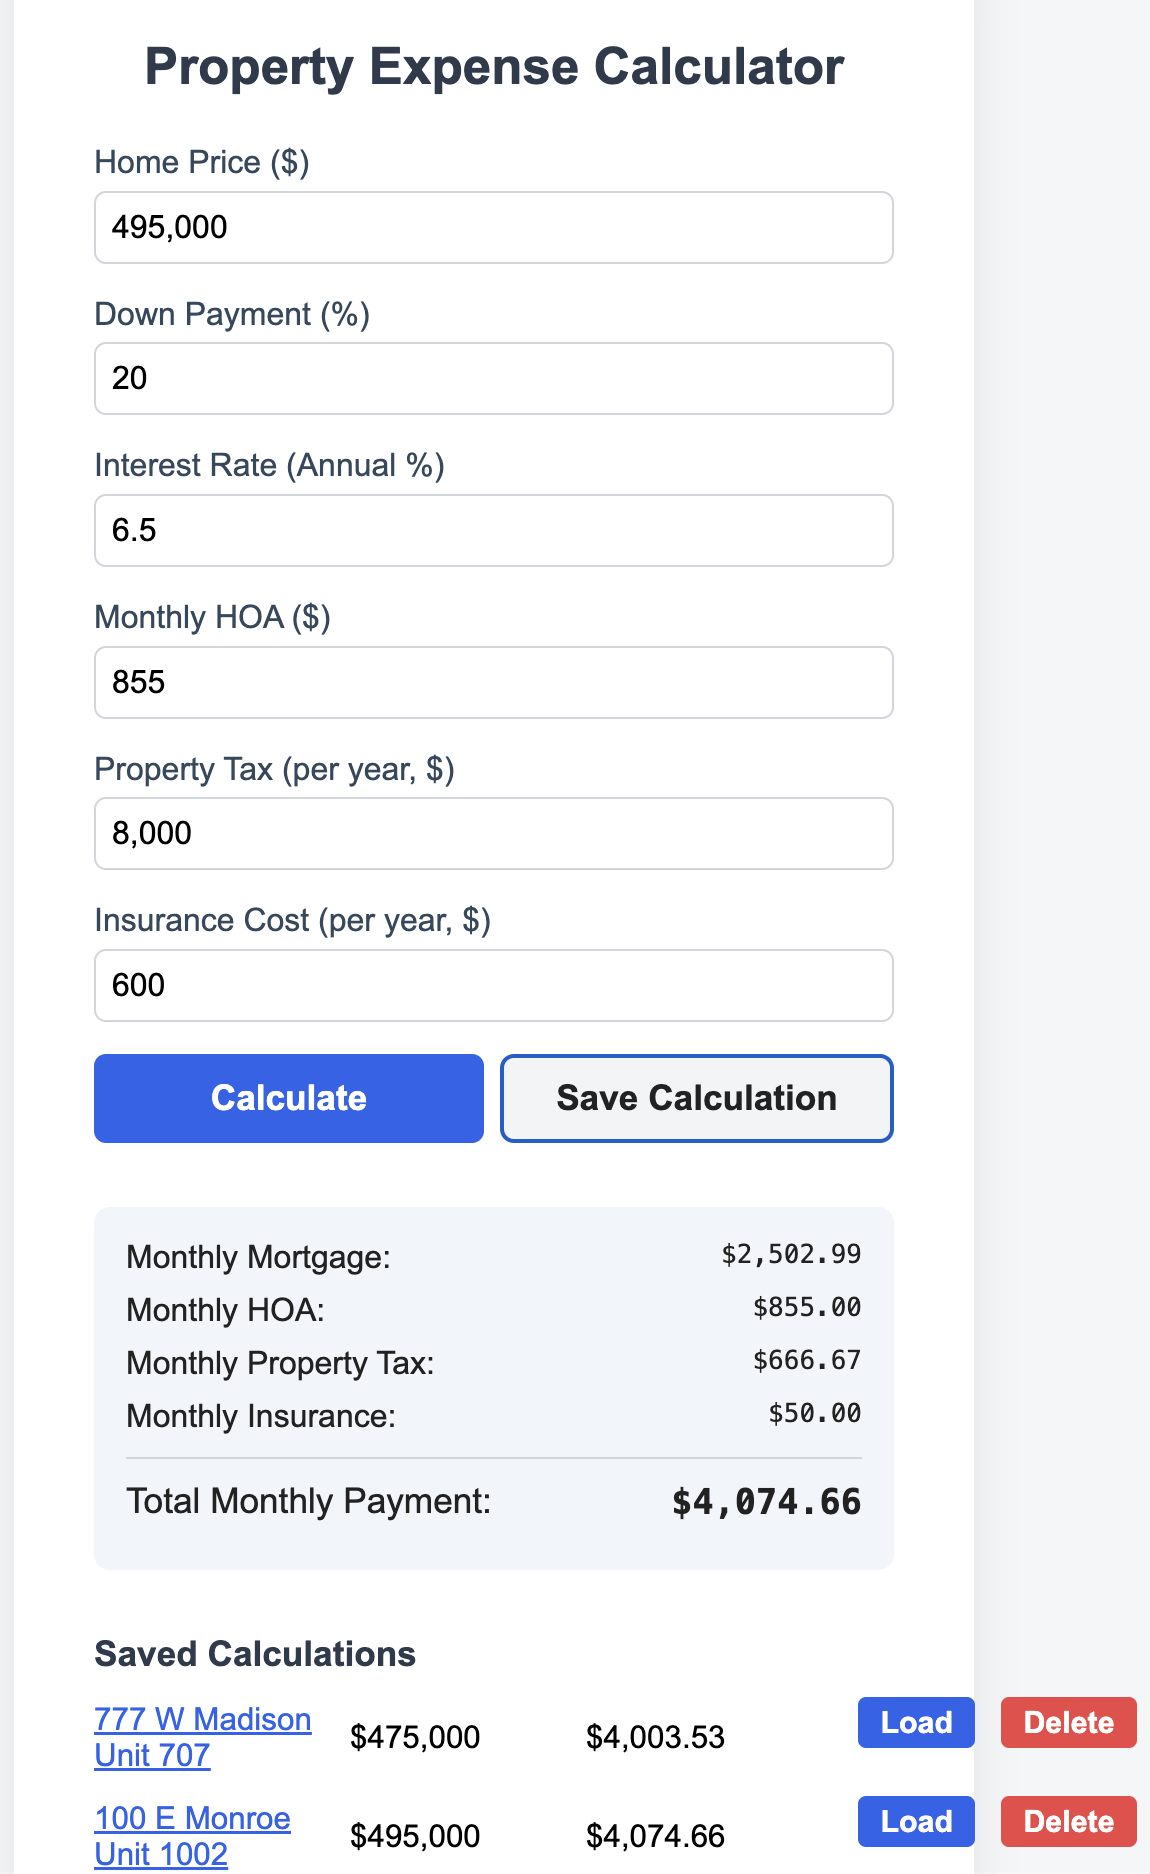 Property Expense Calculator
Home Price ($)
495,000
Down Payment (%)
20
Interest Rate (Annual %)
6.5
Monthly HOA ($)
855
Property Tax (per year, $)
8,000
Insurance Cost (per year, $)
600
Calculate Save Calculation
Monthly Mortgage: $2,502.99
Monthly HOA: $855.00
Monthly Property Tax: $666.67
Monthly Insurance: $50.00
Total Monthly Payment: $4,074.66
Saved Calculations
777 W Madison
Unit 707 $475,000 $4,003.53 Load Delete
100 E Monroe
Unit 1002 $495,000 $4,074.66 Load Delete